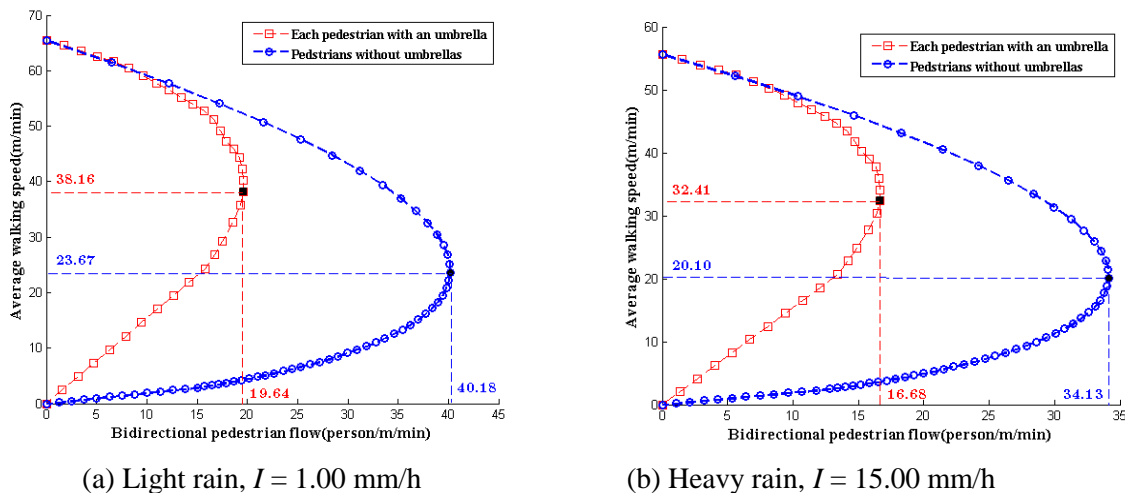 70
60
50
40
30
20
10
0
Average walking speed(m/min)
Each pedestrian with an umbrella
Pedstrians without umbrellas
38.16
23.67
19.64
40.18
0 5 10 15 20 25 30 35 40 45
Bidirectional pedestrian flow(person/m/min)
(a) Light rain, I = 1.00 mm/h
60
50
40
30
20
10
0
Average walking speed(m/min)
Each pedestrian with an umbrella
Pedstrians without umbrellas
32.41
20.10
16.68
34.13
0 5 10 15 20 25 30 35
Bidirectional pedestrian flow(person/m/min)
(b) Heavy rain, I = 15.00 mm/h